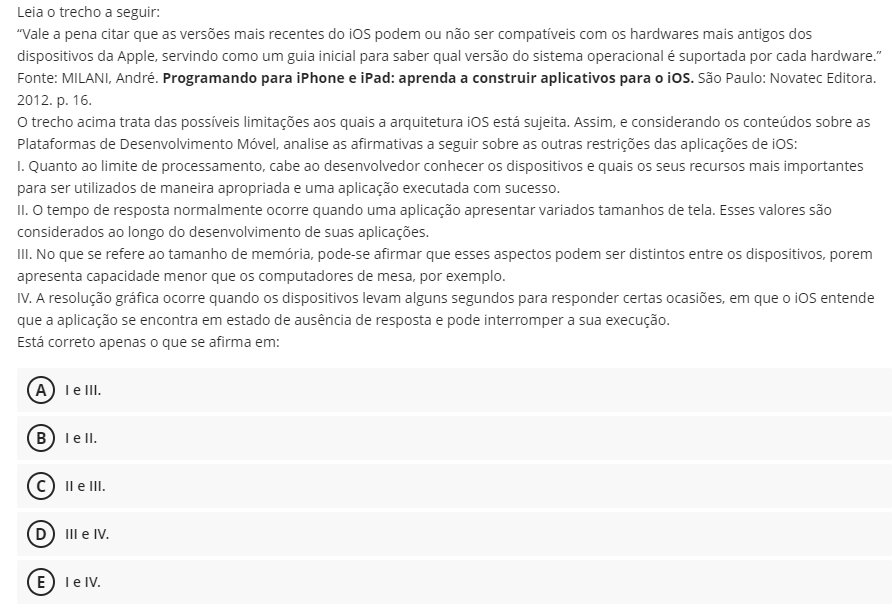 Leia o trecho a seguir:
“Vale a pena citar que as versões mais recentes do iOS podem ou não ser compatíveis com os hardwares mais antigos dos
dispositivos da Apple, servindo como um guia inicial para saber qual versão do sistema operacional é suportada por cada hardware.”
Fonte: MILANI, André. Programando para iPhone e iPad: aprenda a construir aplicativos para o iOS. São Paulo: Novatec Editora.
2012. p. 16.
O trecho acima trata das possíveis limitações aos quais a arquitetura iOS está sujeita. Assim, e considerando os conteúdos sobre as
Plataformas de Desenvolvimento Móvel, analise as afirmativas a seguir sobre as outras restrições das aplicações de iOS:
I. Quanto ao limite de processamento, cabe ao desenvolvedor conhecer os dispositivos e quais os seus recursos mais importantes
para ser utilizados de maneira apropriada e uma aplicação executada com sucesso.
II. O tempo de resposta normalmente ocorre quando uma aplicação apresentar variados tamanhos de tela. Esses valores são
considerados ao longo do desenvolvimento de suas aplicações.
III. No que se refere ao tamanho de memória, pode-se afirmar que esses aspectos podem ser distintos entre os dispositivos, porem
apresenta capacidade menor que os computadores de mesa, por exemplo.
IV. A resolução gráfica ocorre quando os dispositivos levam alguns segundos para responder certas ocasiões, em que o iOS entende
que a aplicação se encontra em estado de ausência de resposta e pode interromper a sua execução.
Está correto apenas o que se afirma em:
A I e III.
B I e II.
C II e III.
D III e IV.
E I e IV.